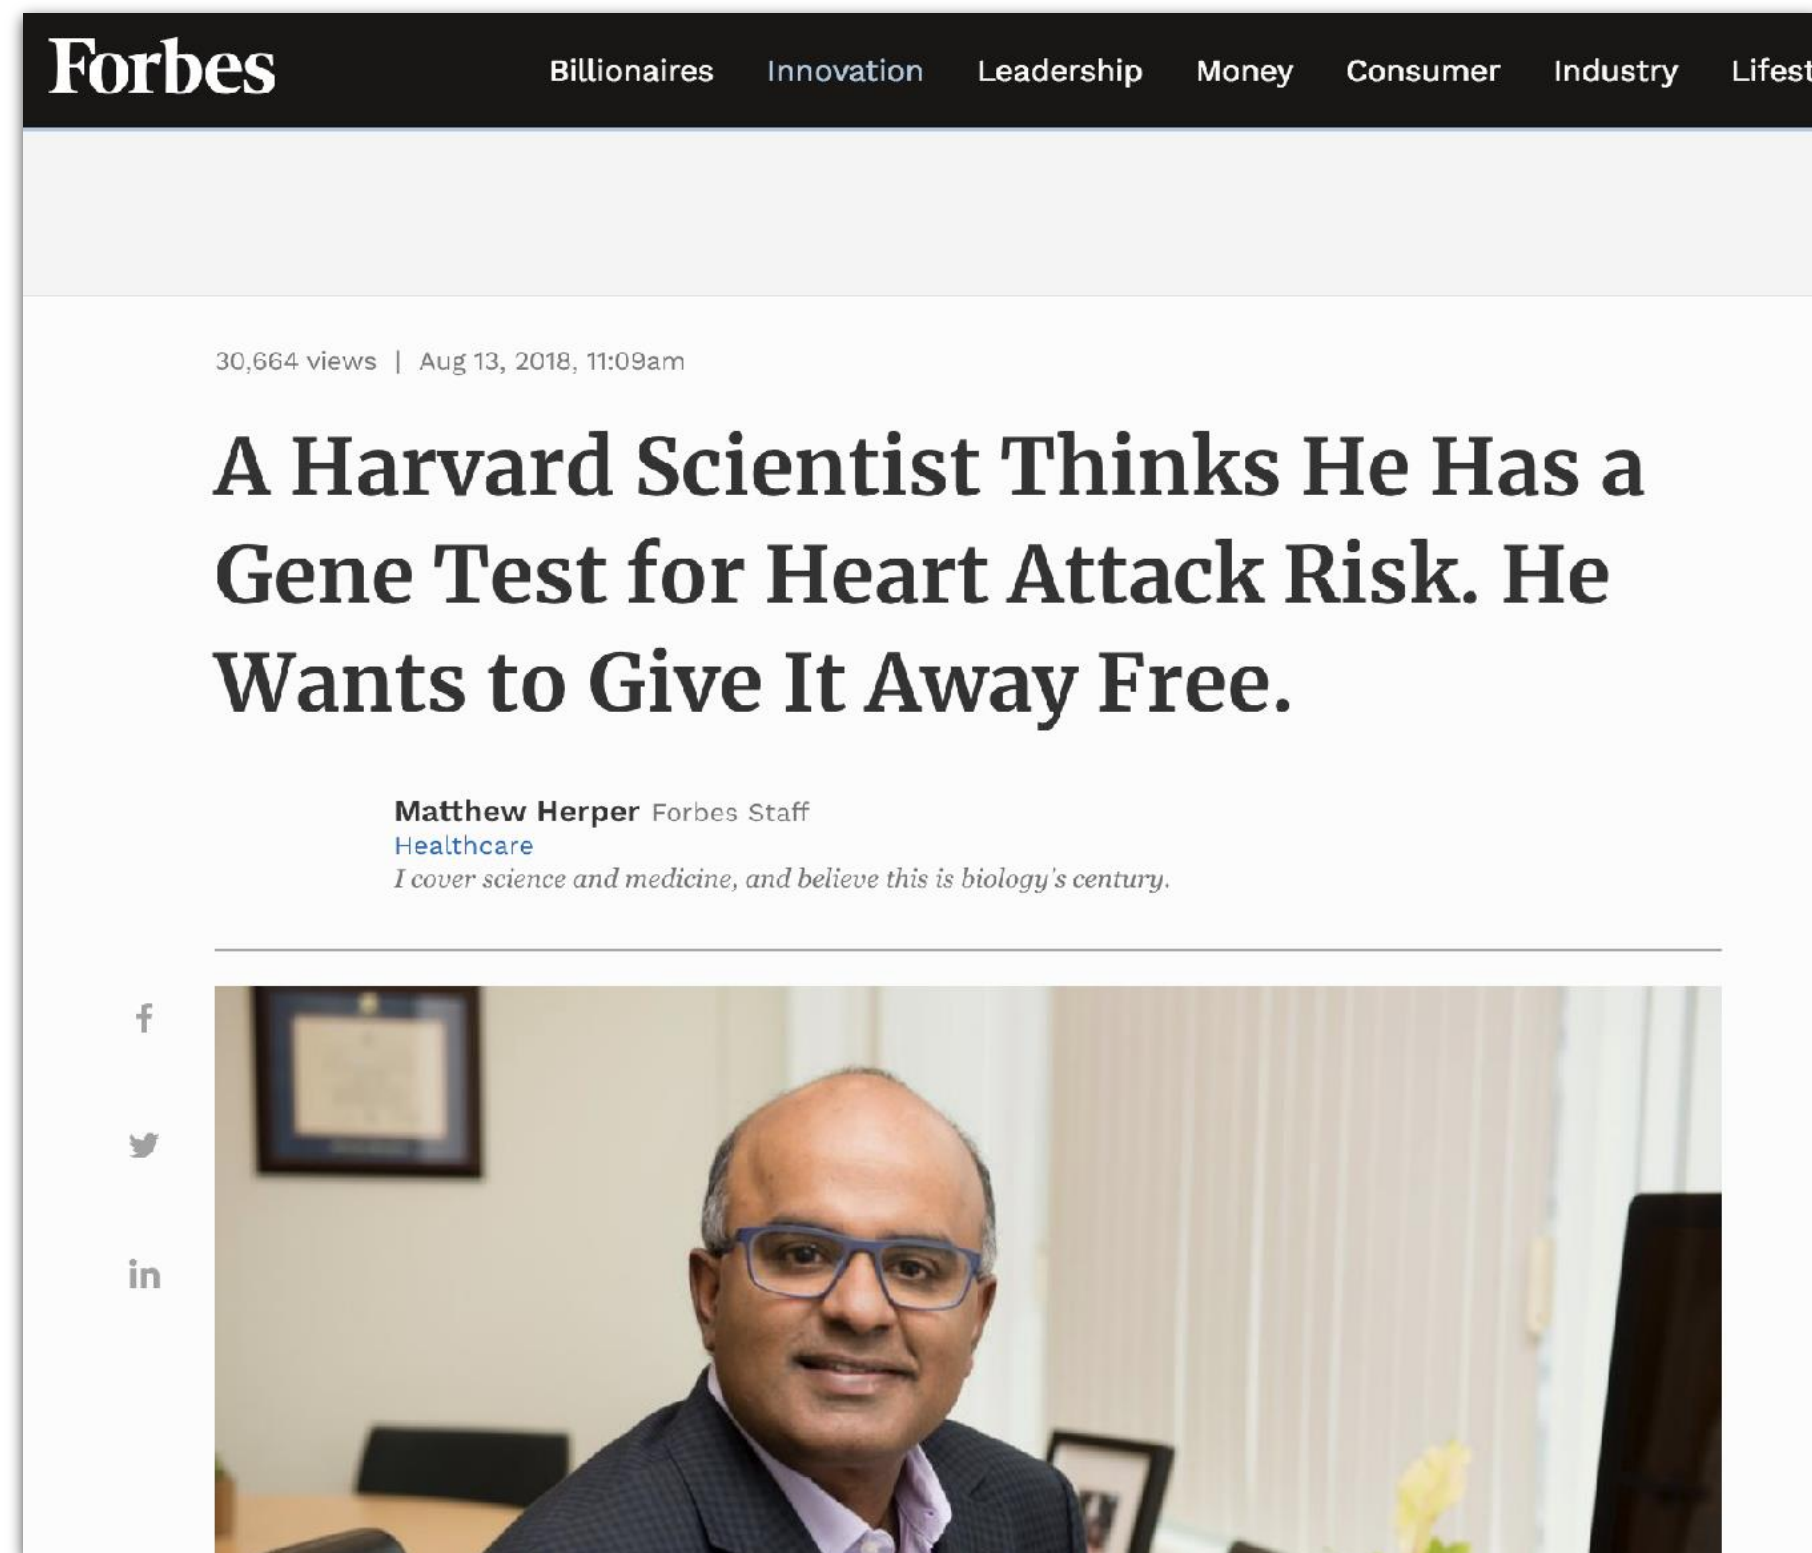 Forbes
Billionaires Innovation Leadership Money Consumer Industry Lifest
30,664 views | Aug 13, 2018, 11:09am
A Harvard Scientist Thinks He Has a
Gene Test for Heart Attack Risk. He
Wants to Give It Away Free.
Matthew Herper Forbes Staff
Healthcare
I cover science and medicine, and believe this is biology's century.
f
in